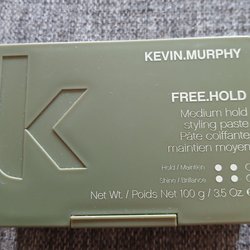 KEVIN.MURPHY
FREE.HOLD
Medium hold
styling paste
Pâte coiffante
maintien moyen
Hold / Maintien
Shine / Brillance
Net Wt. / Poids Net 100 g / 3.5 Oz